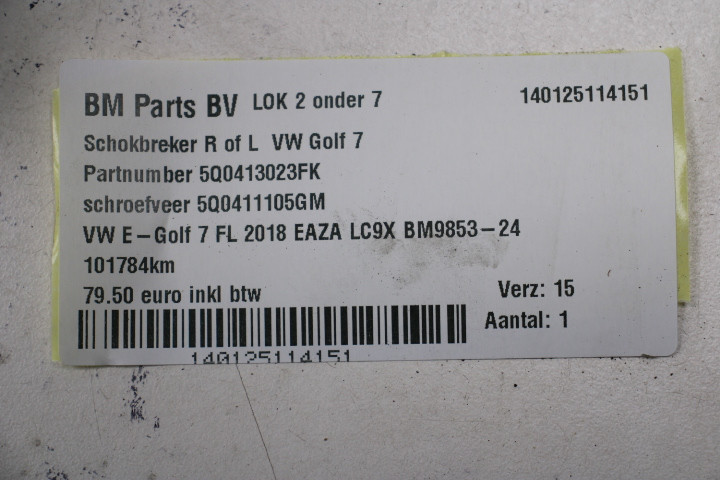 BM Parts BV LOK 2 onder 7 140125114151
Schokbreker R of L VW Golf 7
Partnumber 5Q0413023FK
schroefveer 5Q0411105GM
VW E-Golf 7 FL 2018 EAZA LC9X BM9853-24
101784km
79.50 euro inkl btw Verz: 15
Aantal: 1
140125114151